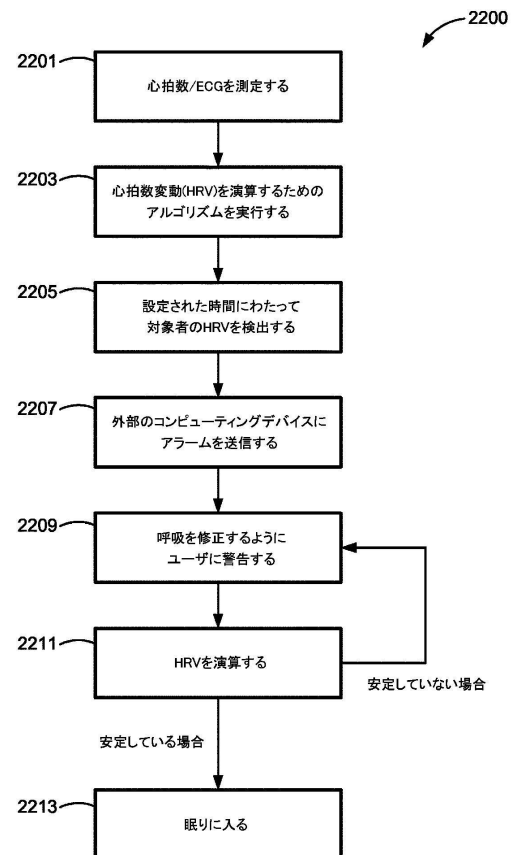 2200
2201
心拍数/ECGを測定する
2203
心拍数変動(HRV)を演算するための
アルゴリズムを実行する
2205
設定された時間にわたって
対象者のHRVを検出する
2207
外部のコンピューティングデバイスに
アラームを送信する
2209
呼吸を修正するように
ユーザに警告する
2211
HRVを演算する
安定していない場合
安定している場合
2213
眠りに入る